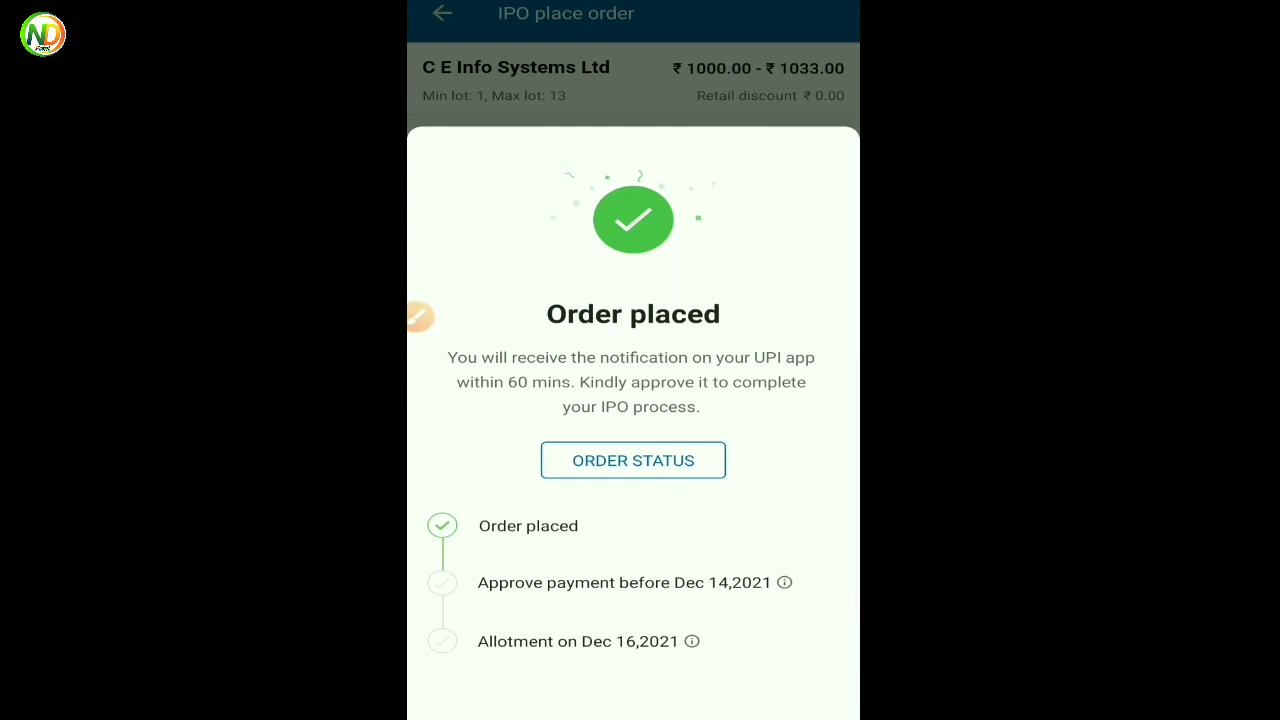 ND
Point
IPO place order
C E Info Systems Ltd
₹ 1000.00 - ₹ 1033.00
Min lot: 1, Max lot: 13
Retail discount ₹ 0.00
Order placed
You will receive the notification on your UPI app
within 60 mins. Kindly approve it to complete
your IPO process.
ORDER STATUS
Order placed
Approve payment before Dec 14,2021
Allotment on Dec 16,2021